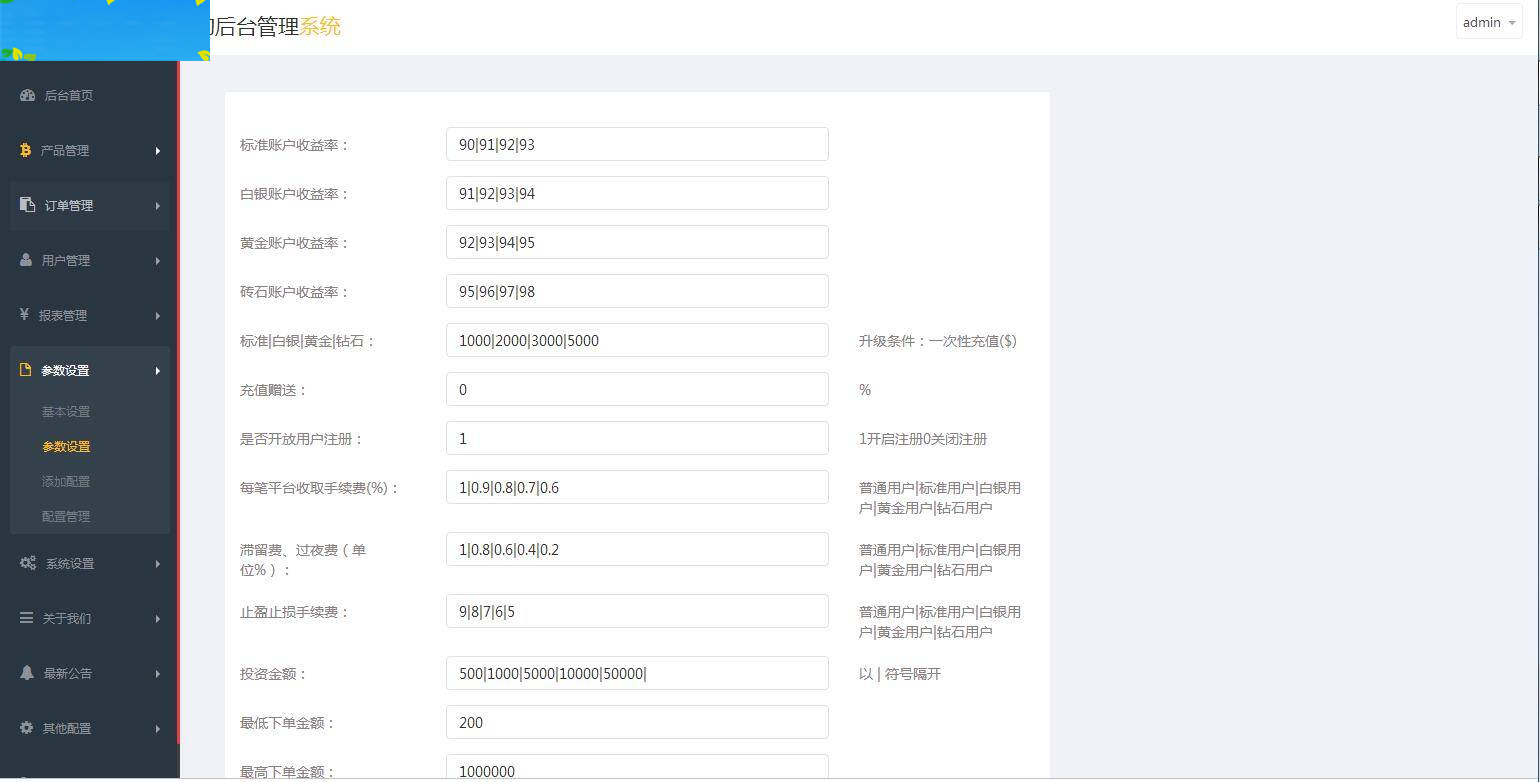 后台管理系统
admin
后台首页
产品管理
订单管理
用户管理
报表管理
参数设置
基本设置
参数设置
添加配置
配置管理
系统设置
关于我们
最新公告
其他配置
标准账户收益率：
90|91|92|93
白银账户收益率：
91|92|93|94
黄金账户收益率：
92|93|94|95
砖石账户收益率：
95|96|97|98
标准|白银|黄金|钻石：
1000|2000|3000|5000
升级条件：一次性充值($)
充值赠送：
0
%
是否开放用户注册：
1
1开启注册0关闭注册
每笔平台收取手续费(%)：
1|0.9|0.8|0.7|0.6
普通用户|标准用户|白银用
户|黄金用户|钻石用户
滞留费、过夜费（单
位%）：
1|0.8|0.6|0.4|0.2
普通用户|标准用户|白银用
户|黄金用户|钻石用户
止盈止损手续费：
9|8|7|6|5
普通用户|标准用户|白银用
户|黄金用户|钻石用户
投资金额：
500|1000|5000|10000|50000|
以 | 符号隔开
最低下单金额：
200
最高下单金额：
1000000